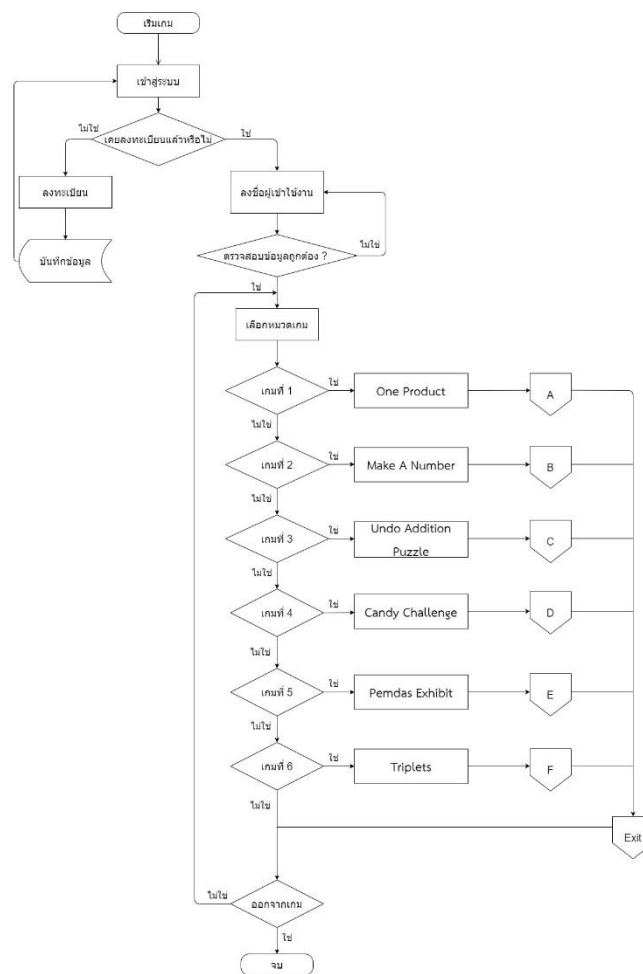 เริ่มเกม
เข้าสู่ระบบ
เคยลงทะเบียนแล้วหรือไม่
ไม่ใช่
ใช่
ลงทะเบียน
บันทึกข้อมูล
ลงชื่อผู้เข้าใช้งาน
ตรวจสอบข้อมูลถูกต้อง ?
ไม่ใช่
ใช่
เลือกหมวดเกม
เกมที่ 1
ใช่
One Product
A
ไม่ใช่
เกมที่ 2
ใช่
Make A Number
B
ไม่ใช่
เกมที่ 3
ใช่
Undo Addition
Puzzle
C
ไม่ใช่
เกมที่ 4
ใช่
Candy Challenge
D
ไม่ใช่
เกมที่ 5
ใช่
Pemdas Exhibit
E
ไม่ใช่
เกมที่ 6
ใช่
Triplets
F
ไม่ใช่
Exit
ออกจากเกม
ไม่ใช่
ใช่
จบ